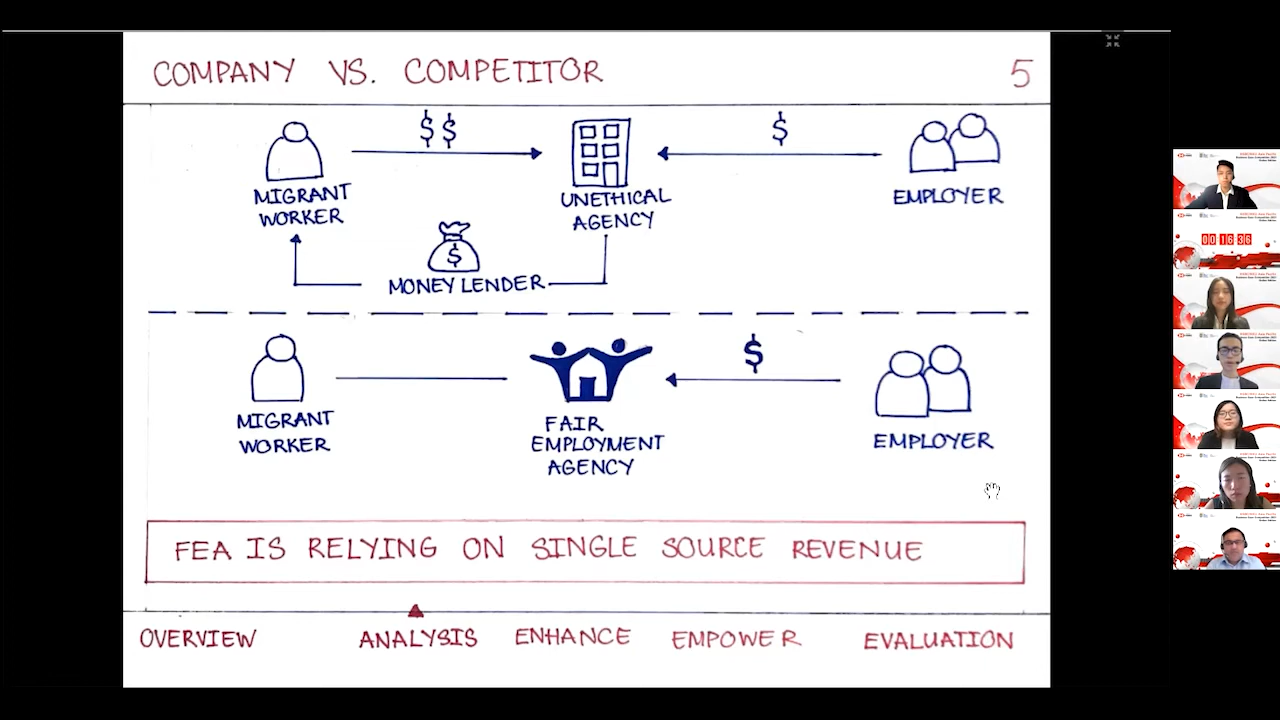 COMPANY VS. COMPETITOR
5
$$
$
MIGRANT
WORKER
UNETHICAL
AGENCY
EMPLOYER
$
MONEY LENDER
$
MIGRANT
WORKER
FAIR
EMPLOYMENT
AGENCY
EMPLOYER
FEA IS RELYING ON SINGLE SOURCE REVENUE
OVERVIEW
ANALYSIS
ENHANCE
EMPOWER
EVALUATION
00 16 36